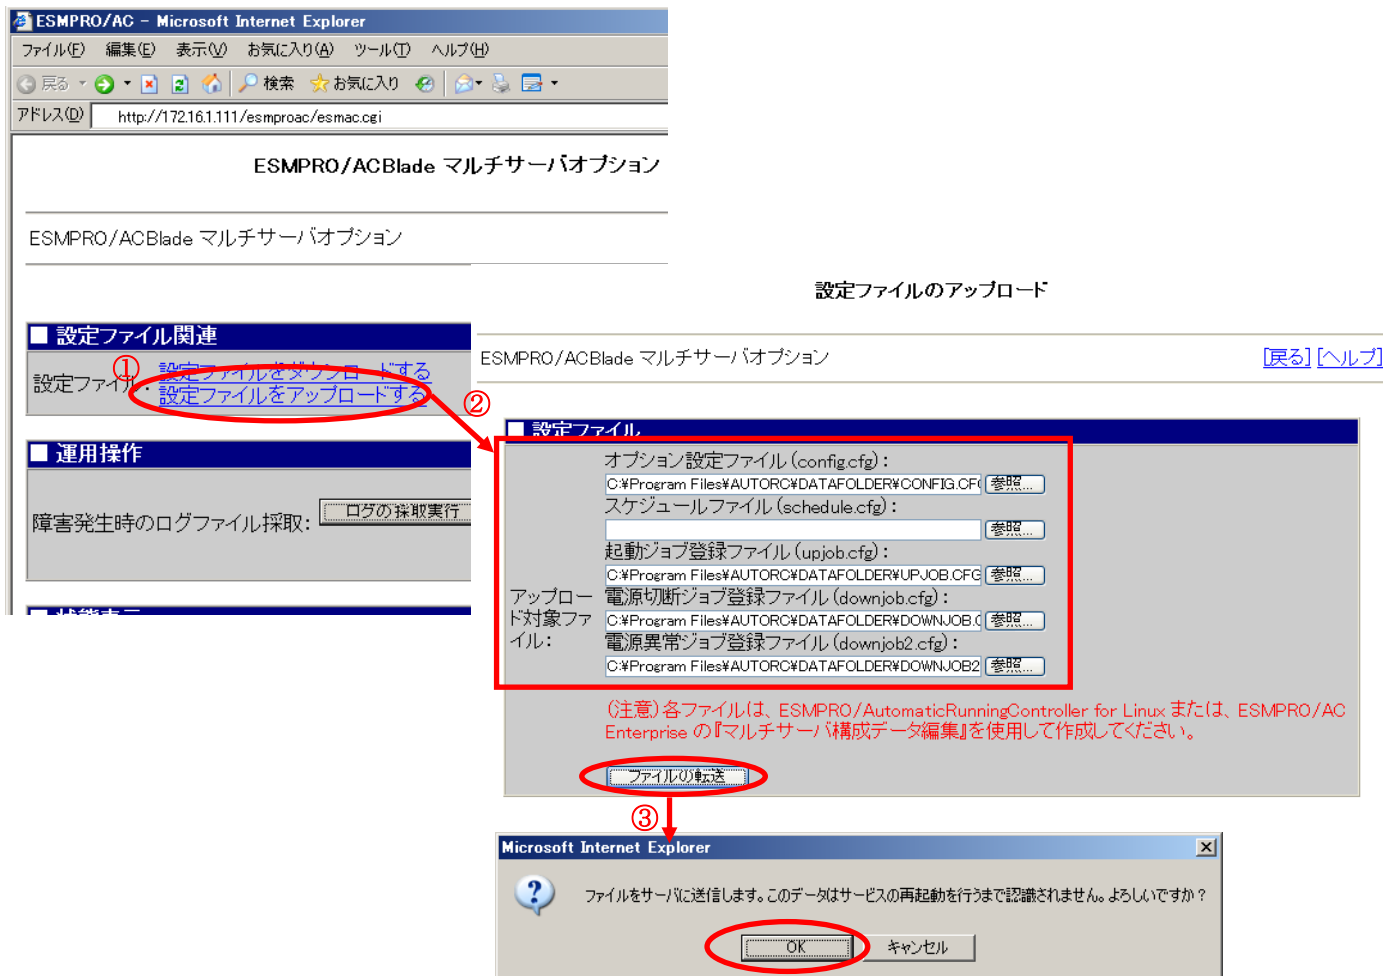 ESMPRO/AC - Microsoft Internet Explorer
ファイル(F) 編集(E) 表示(V) お気に入り(A) ツール(T) ヘルプ(H)
戻る 検索 お気に入り
アドレス(D) http://172.16.1.111/esmproac/esmac.cgi
ESMPRO/ACBlade マルチサーバオプション
ESMPRO/ACBlade マルチサーバオプション
■ 設定ファイル関連
①
設定ファイル: 設定ファイルをダウンロードする
設定ファイルをアップロードする
■ 運用操作
障害発生時のログファイル採取: ログの採取実行
■ 状態表示
設定ファイルのアップロード
ESMPRO/ACBlade マルチサーバオプション [戻る] [ヘルプ]
②
■ 設定ファイル
オプション設定ファイル(config.cfg):
C:¥Program Files¥AUTORC¥DATAFOLDER¥CONFIG.CF 参照...
スケジュールファイル(schedule.cfg):
参照...
起動ジョブ登録ファイル(upjob.cfg):
C:¥Program Files¥AUTORC¥DATAFOLDER¥UPJOB.CFG 参照...
アップロード対象ファイル:
電源切断ジョブ登録ファイル(downjob.cfg):
C:¥Program Files¥AUTORC¥DATAFOLDER¥DOWNJOB. 参照...
電源異常ジョブ登録ファイル(downjob2.cfg):
C:¥Program Files¥AUTORC¥DATAFOLDER¥DOWNJOB2 参照...
(注意)各ファイルは、ESMPRO/AutomaticRunningController for Linux または、ESMPRO/AC
Enterprise の『マルチサーバ構成データ編集』を使用して作成してください。
ファイルの転送
③
Microsoft Internet Explorer
ファイルをサーバに送信します。このデータはサービスの再起動を行うまで認識されません。よろしいですか?
OK キャンセル